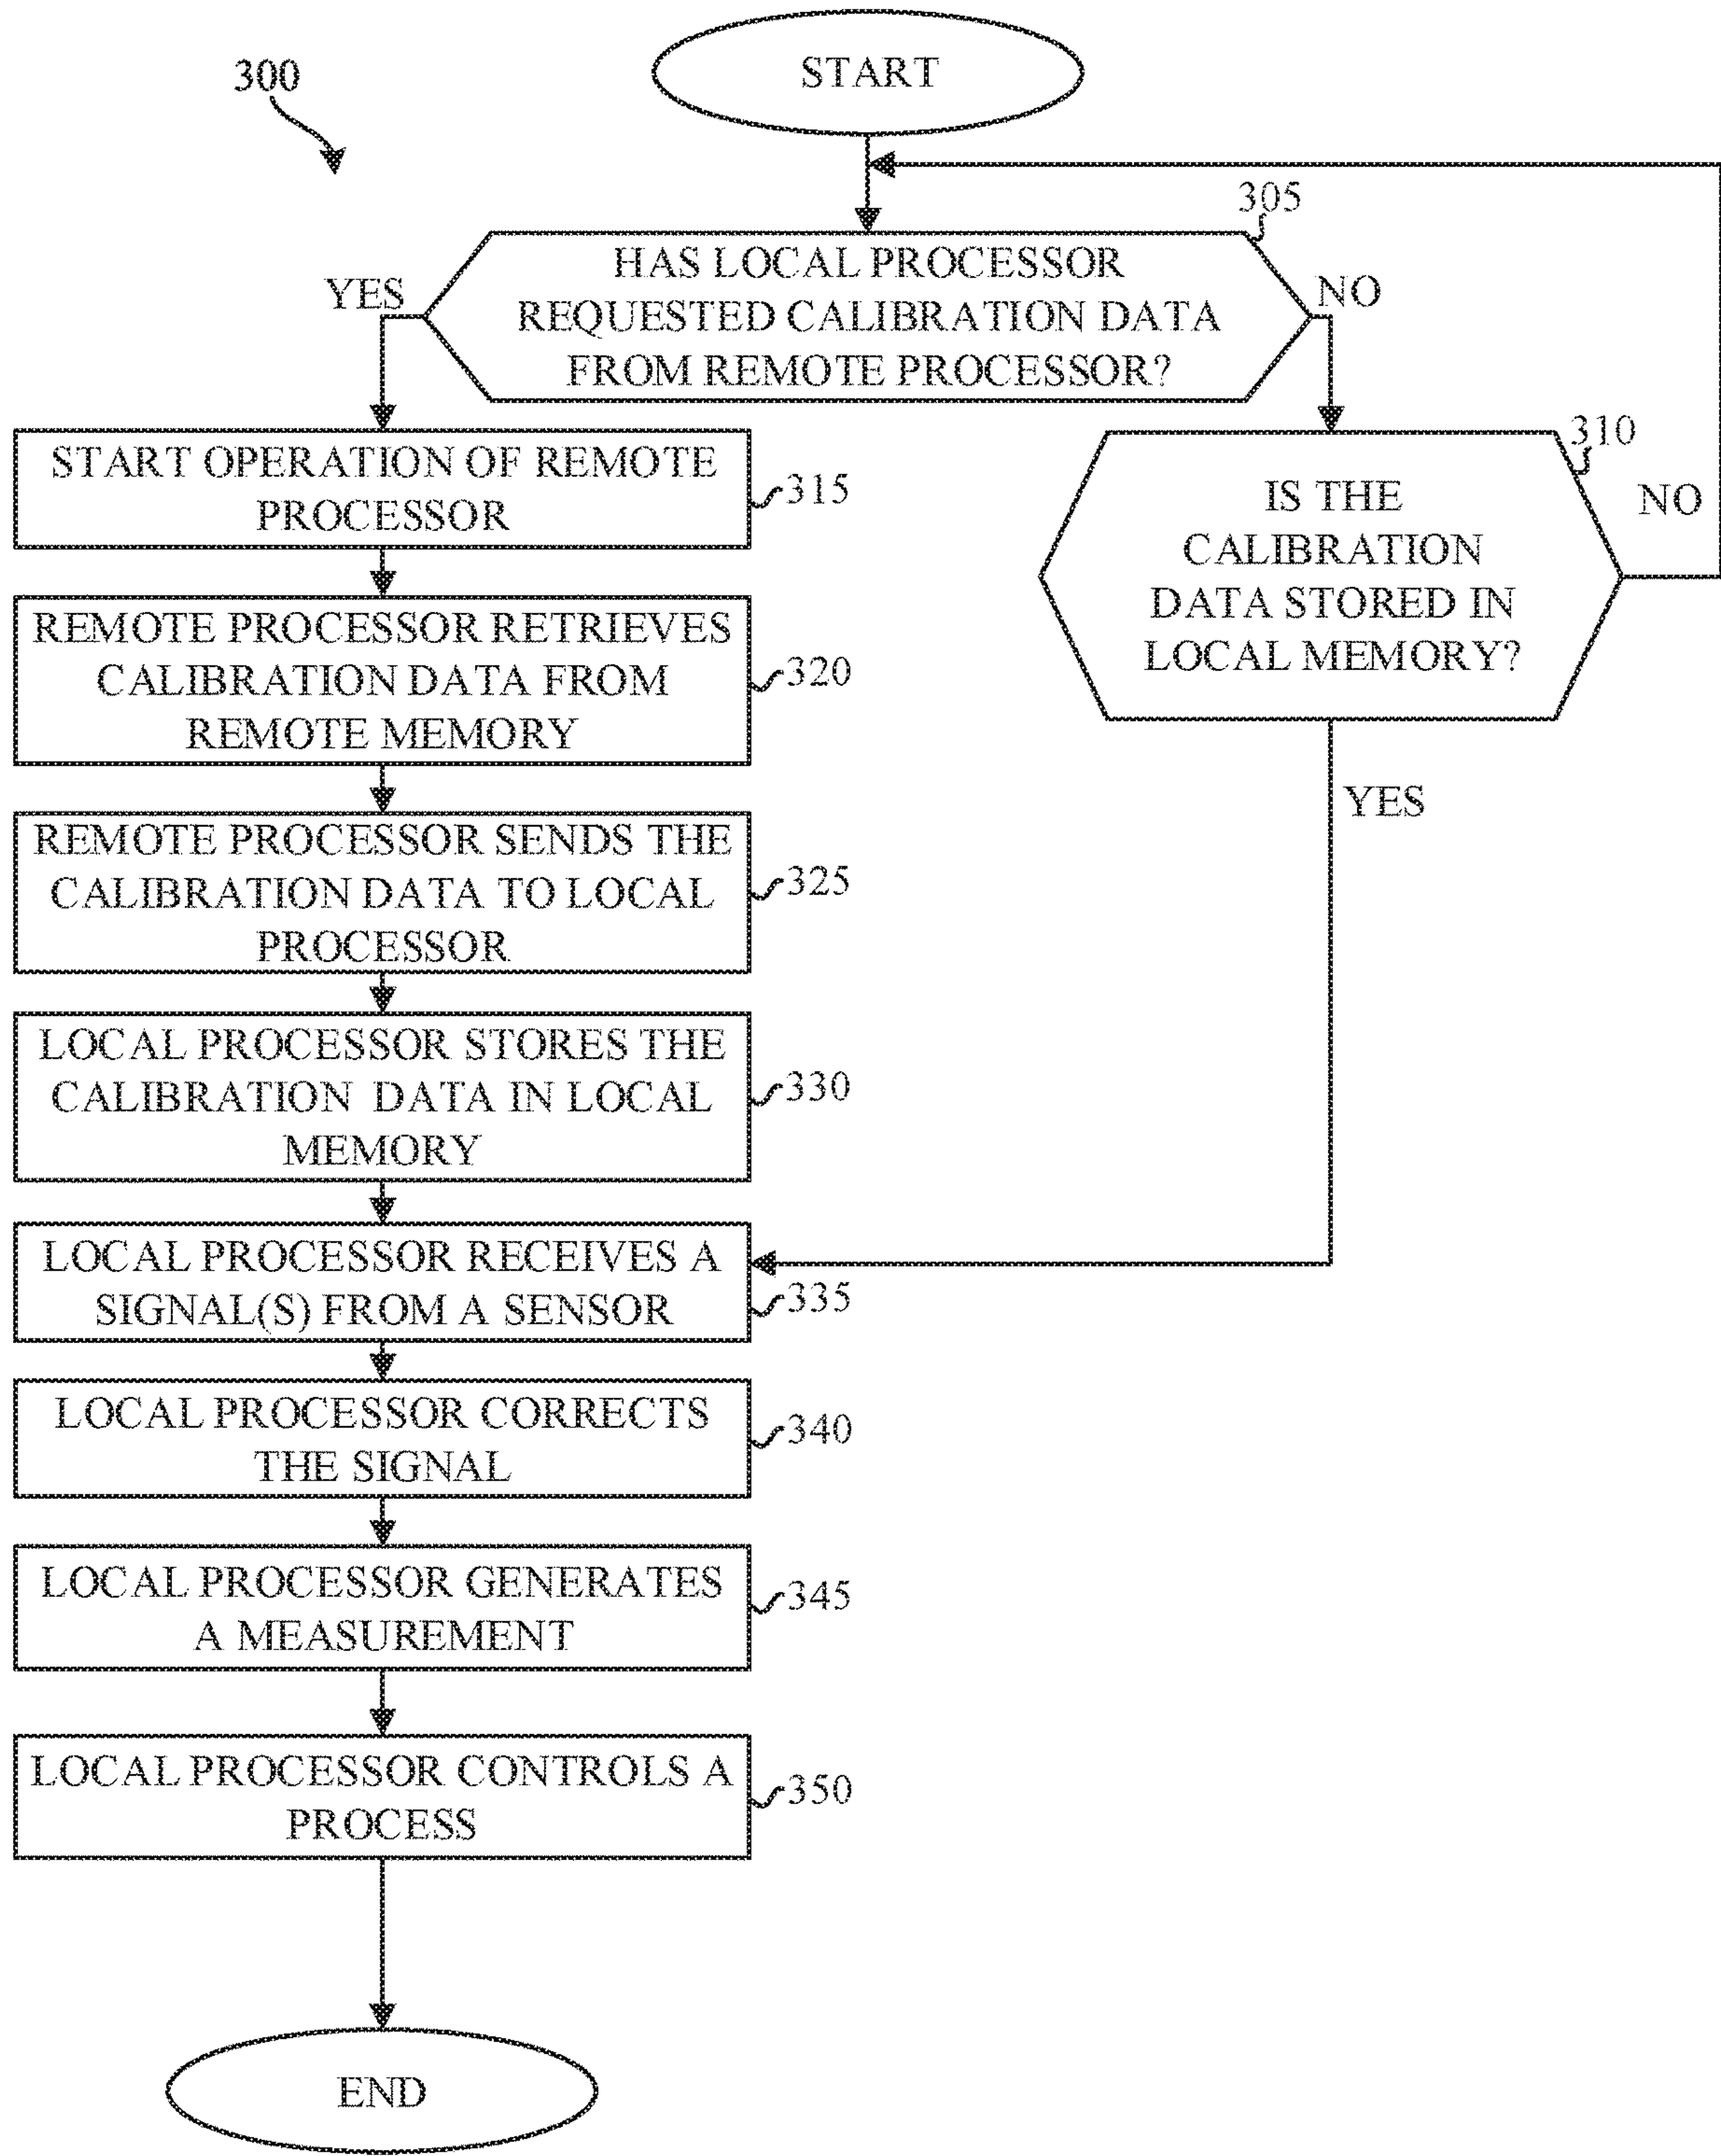 300
START
305
HAS LOCAL PROCESSOR
REQUESTED CALIBRATION DATA
FROM REMOTE PROCESSOR?
YES
NO
START OPERATION OF REMOTE
PROCESSOR
315
310
IS THE
CALIBRATION
DATA STORED IN
LOCAL MEMORY?
NO
YES
REMOTE PROCESSOR RETRIEVES
CALIBRATION DATA FROM
REMOTE MEMORY
320
REMOTE PROCESSOR SENDS THE
CALIBRATION DATA TO LOCAL
PROCESSOR
325
LOCAL PROCESSOR STORES THE
CALIBRATION DATA IN LOCAL
MEMORY
330
LOCAL PROCESSOR RECEIVES A
SIGNAL(S) FROM A SENSOR
335
LOCAL PROCESSOR CORRECTS
THE SIGNAL
340
LOCAL PROCESSOR GENERATES
A MEASUREMENT
345
LOCAL PROCESSOR CONTROLS A
PROCESS
350
END